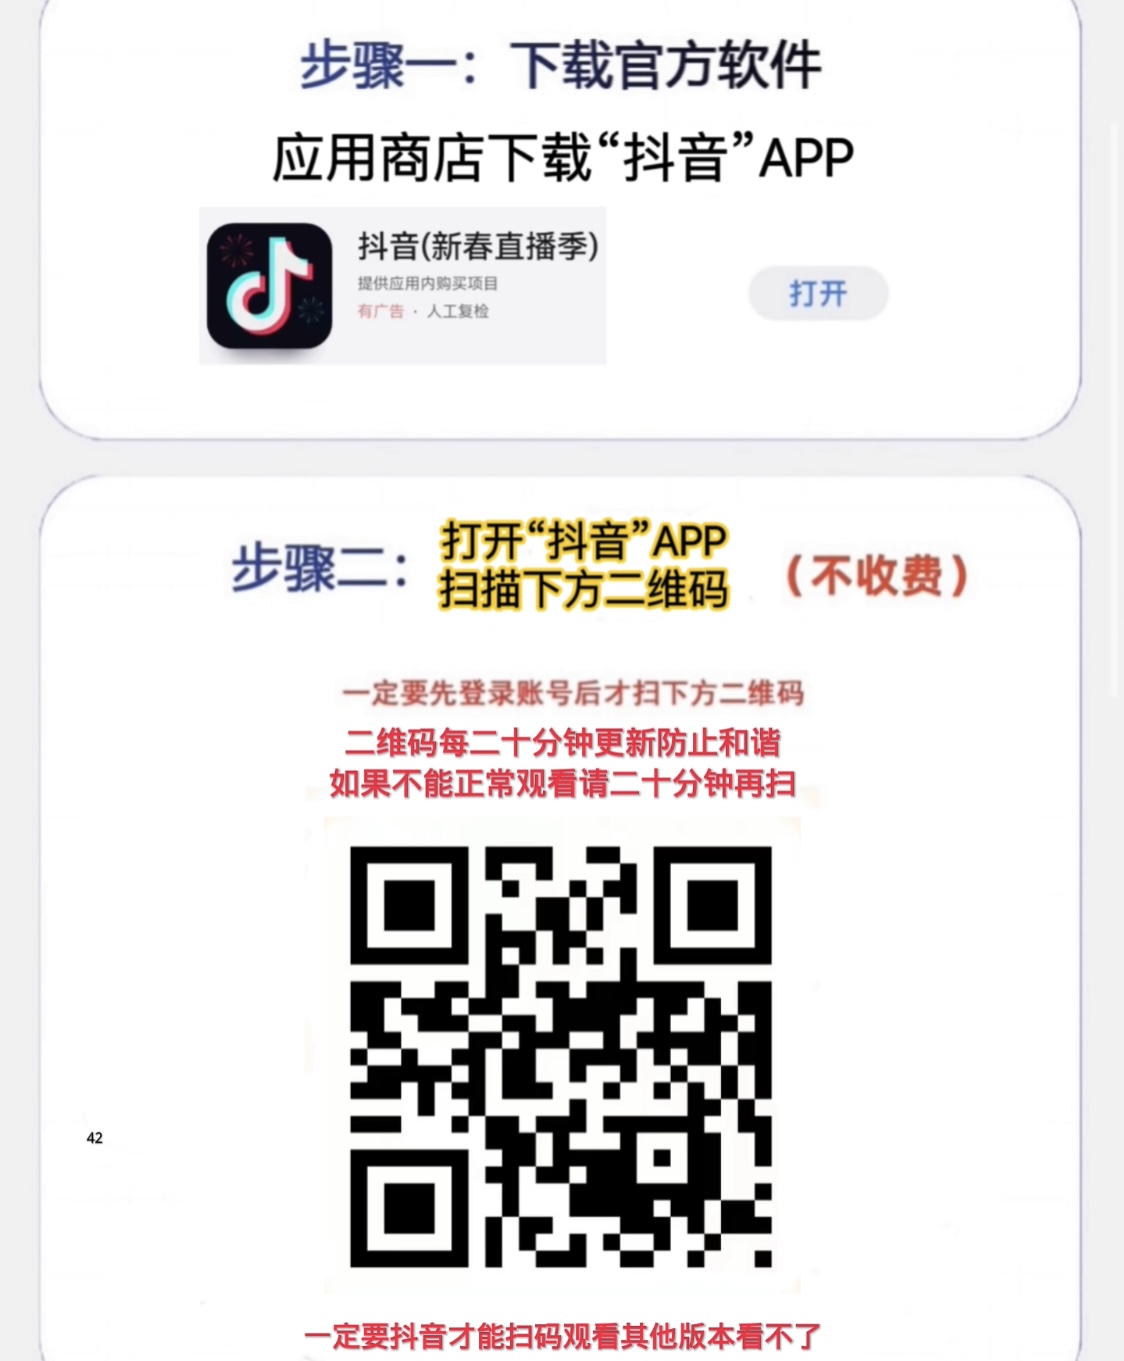 步骤一：下载官方软件
应用商店下载“抖音”APP
抖音(新春直播季)
提供应用内购买项目
有广告 · 人工复检
打开
步骤二：
打开“抖音”APP
扫描下方二维码
（不收费）
一定要先登录账号后才扫下方二维码
二维码每二十分钟更新防止和谐
如果不能正常观看请二十分钟再扫
42
一定要抖音才能扫码观看其他版本看不了